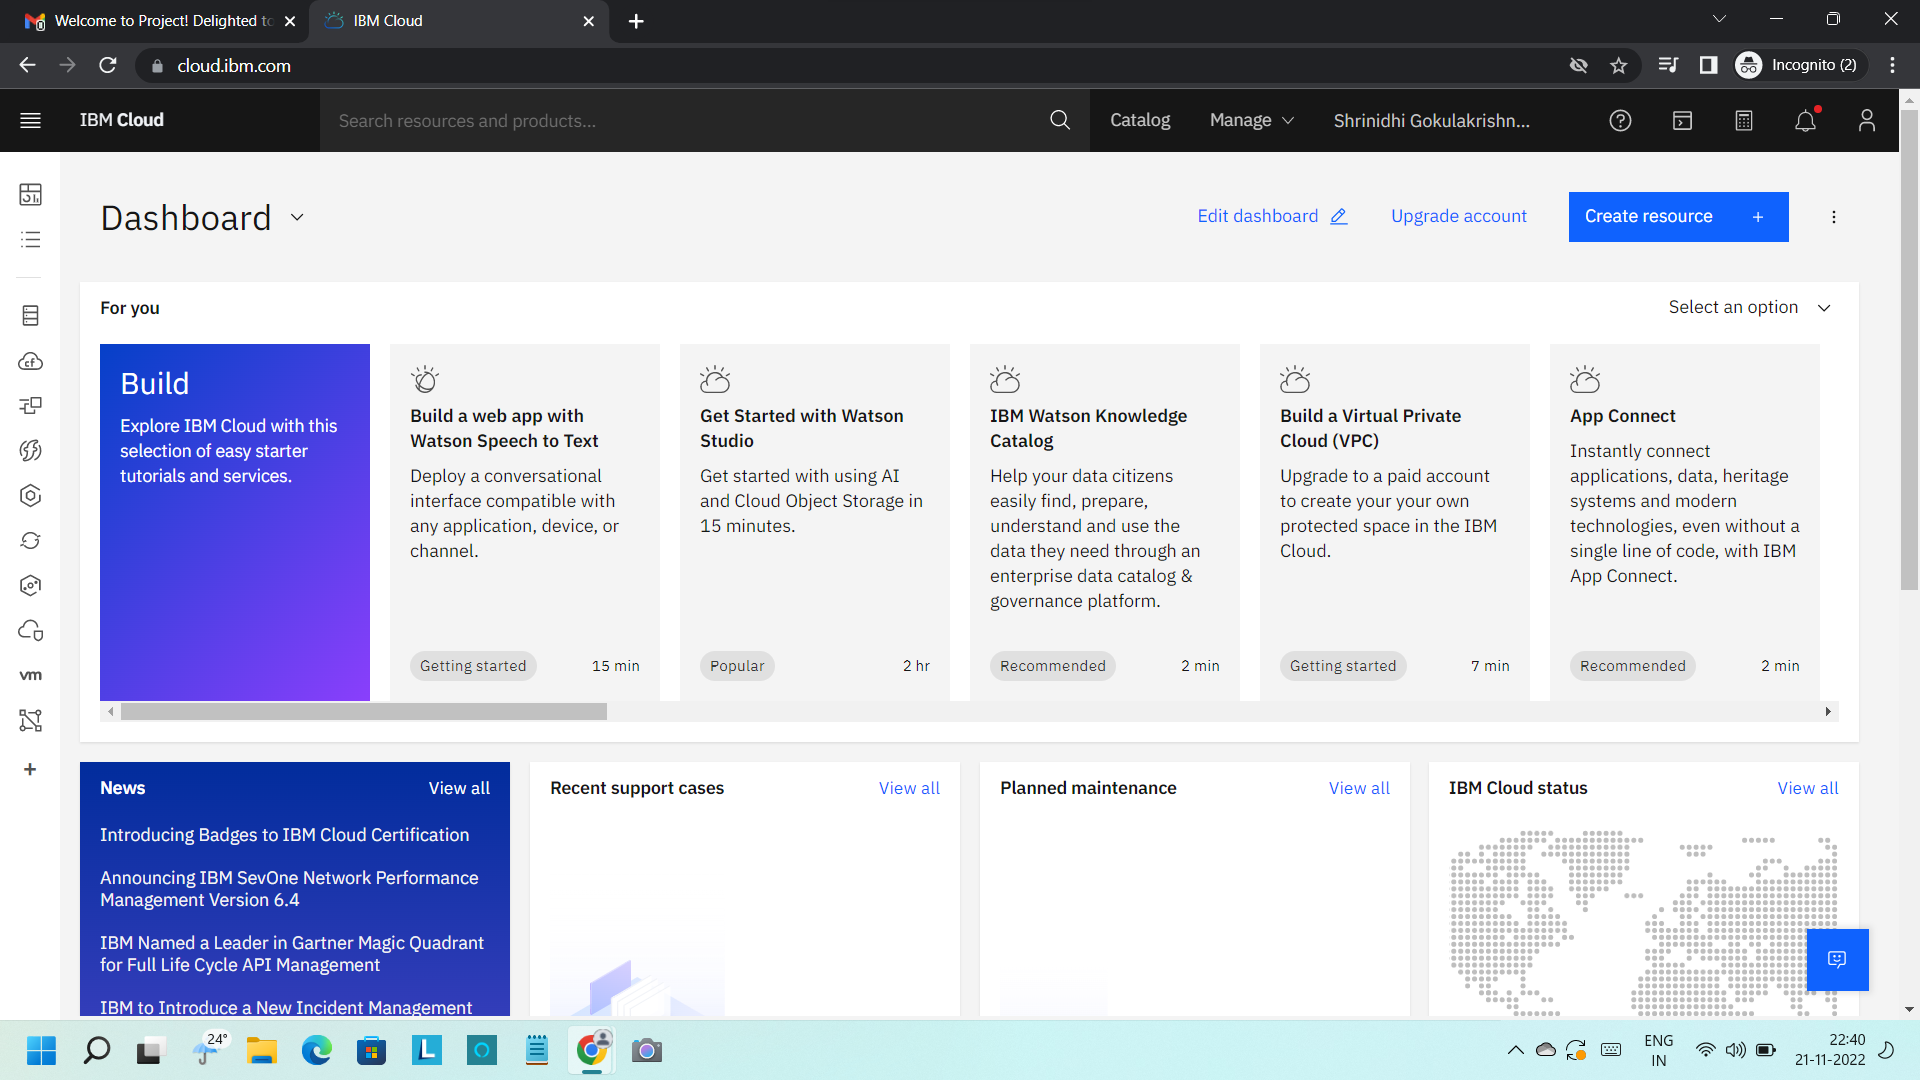 Welcome to Project! Delighted to
IBM Cloud
cloud.ibm.com
Incognito (2)
IBM Cloud
Search resources and products...
Catalog
Manage
Shrinidhi Gokulakrishn...
Dashboard
Edit dashboard
Upgrade account
Create resource +
For you
Select an option
Build
Explore IBM Cloud with this
selection of easy starter
tutorials and services.
Build a web app with
Watson Speech to Text
Deploy a conversational
interface compatible with
any application, device, or
channel.
Getting started
15 min
Get Started with Watson
Studio
Get started with using AI
and Cloud Object Storage in
15 minutes.
Popular
2 hr
IBM Watson Knowledge
Catalog
Help your data citizens
easily find, prepare,
understand and use the
data they need through an
enterprise data catalog &
governance platform.
Recommended
2 min
Build a Virtual Private
Cloud (VPC)
Upgrade to a paid account
to create your your own
protected space in the IBM
Cloud.
Getting started
7 min
App Connect
Instantly connect
applications, data, heritage
systems and modern
technologies, even without a
single line of code, with IBM
App Connect.
Recommended
2 min
cf
vm
News
View all
Introducing Badges to IBM Cloud Certification
Announcing IBM SevOne Network Performance
Management Version 6.4
IBM Named a Leader in Gartner Magic Quadrant
for Full Life Cycle API Management
IBM to Introduce a New Incident Management
Recent support cases
View all
Planned maintenance
View all
IBM Cloud status
View all
24°
L
ENG
IN
22:40
21-11-2022